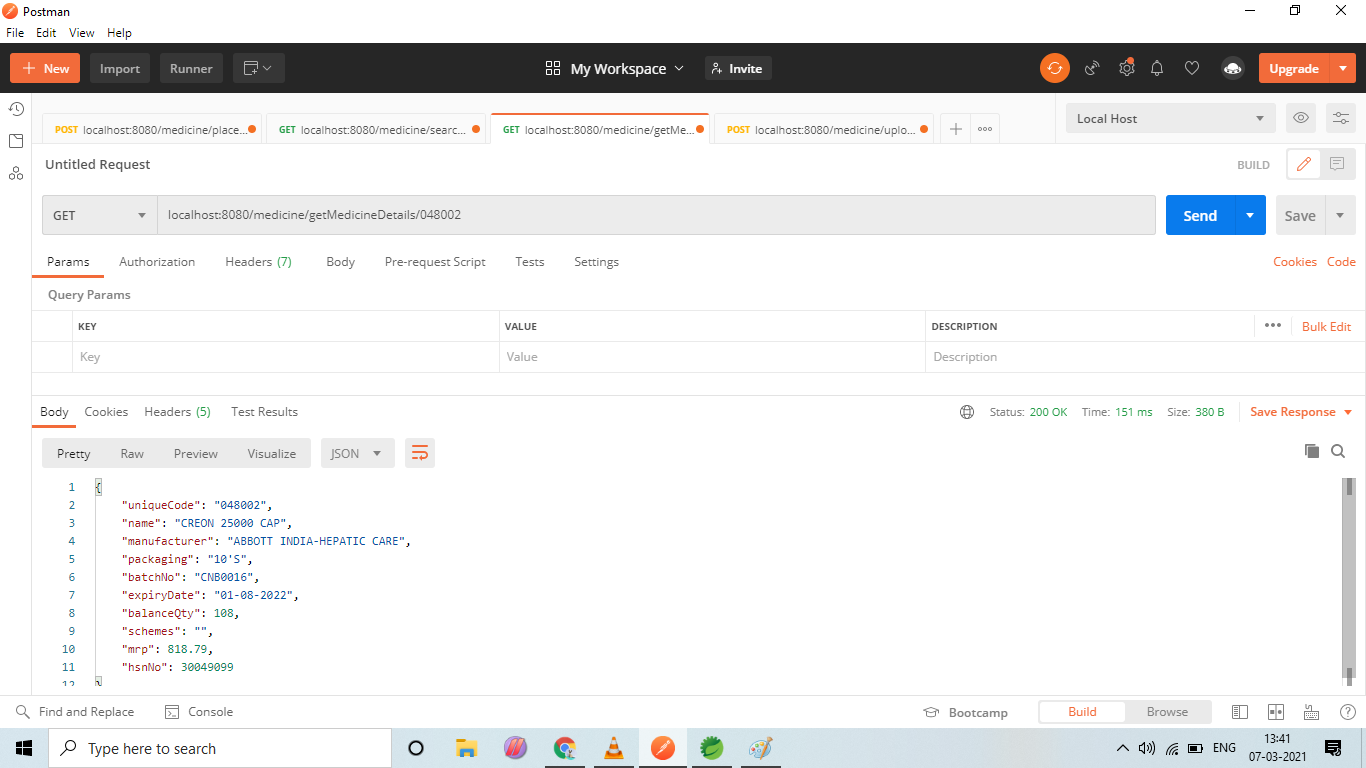 Postman
File Edit View Help
New Import Runner My Workspace Invite Upgrade
POST localhost:8080/medicine/place... GET localhost:8080/medicine/searc... GET localhost:8080/medicine/getMe... POST localhost:8080/medicine/uplo... Local Host
Untitled Request BUILD
GET localhost:8080/medicine/getMedicineDetails/048002 Send Save
Params Authorization Headers (7) Body Pre-request Script Tests Settings Cookies Code
Query Params
KEY VALUE DESCRIPTION Bulk Edit
Key Value Description
Body Cookies Headers (5) Test Results Status: 200 OK Time: 151 ms Size: 380 B Save Response
Pretty Raw Preview Visualize JSON
1 {
2 "uniqueCode": "048002",
3 "name": "CREON 25000 CAP",
4 "manufacturer": "ABBOTT INDIA-HEPATIC CARE",
5 "packaging": "10'S",
6 "batchNo": "CNB0016",
7 "expiryDate": "01-08-2022",
8 "balanceQty": 108,
9 "schemes": "",
10 "mrp": 818.79,
11 "hsnNo": 30049099
12 }
Find and Replace Console Bootcamp Build Browse
Type here to search ENG 13:41
07-03-2021